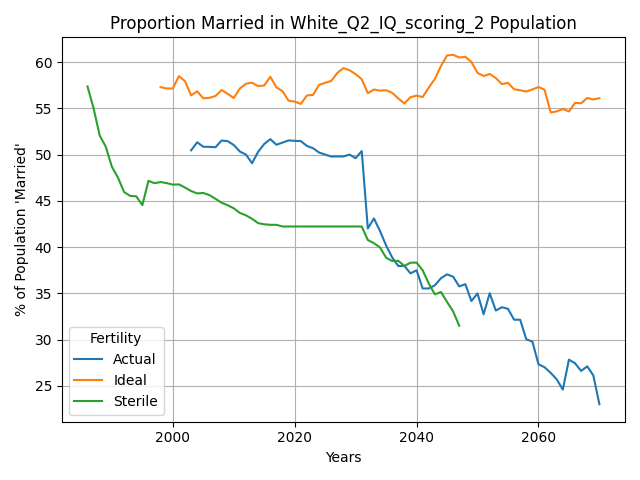 Proportion Married in White_Q2_IQ_scoring_2 Population
% of Population 'Married'
60
55
50
45
40
35
30
25
Fertility
Actual
Ideal
Sterile
2000 2020 2040 2060
Years